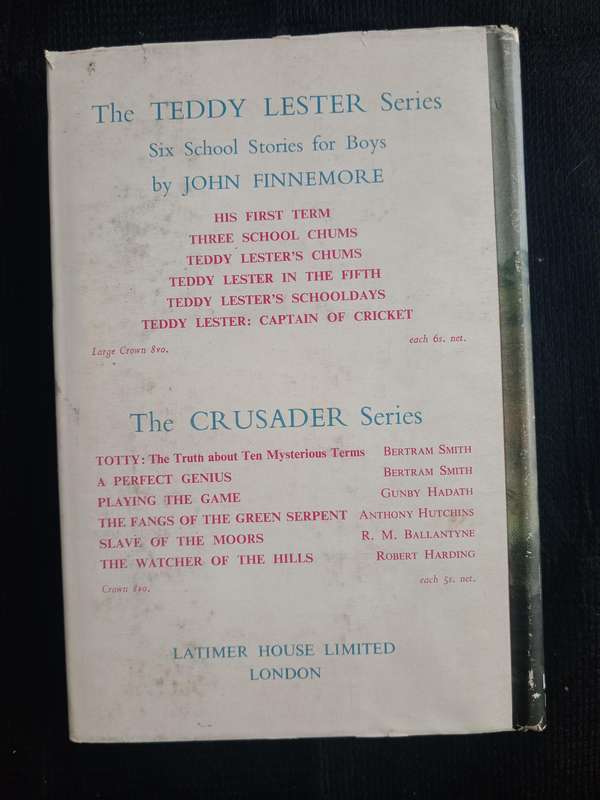 The TEDDY LESTER Series
Six School Stories for Boys
by JOHN FINNEMORE
HIS FIRST TERM
THREE SCHOOL CHUMS
TEDDY LESTER'S CHUMS
TEDDY LESTER IN THE FIFTH
TEDDY LESTER'S SCHOOLDAYS
TEDDY LESTER: CAPTAIN OF CRICKET
Large Crown 8vo. each 6s. net.
The CRUSADER Series
TOTTY: The Truth about Ten Mysterious Terms BERTRAM SMITH
A PERFECT GENIUS BERTRAM SMITH
PLAYING THE GAME GUNBY HADATH
THE FANGS OF THE GREEN SERPENT ANTHONY HUTCHINS
SLAVE OF THE MOORS R. M. BALLANTYNE
THE WATCHER OF THE HILLS ROBERT HARDING
Crown 8vo. each 5s. net.
LATIMER HOUSE LIMITED
LONDON